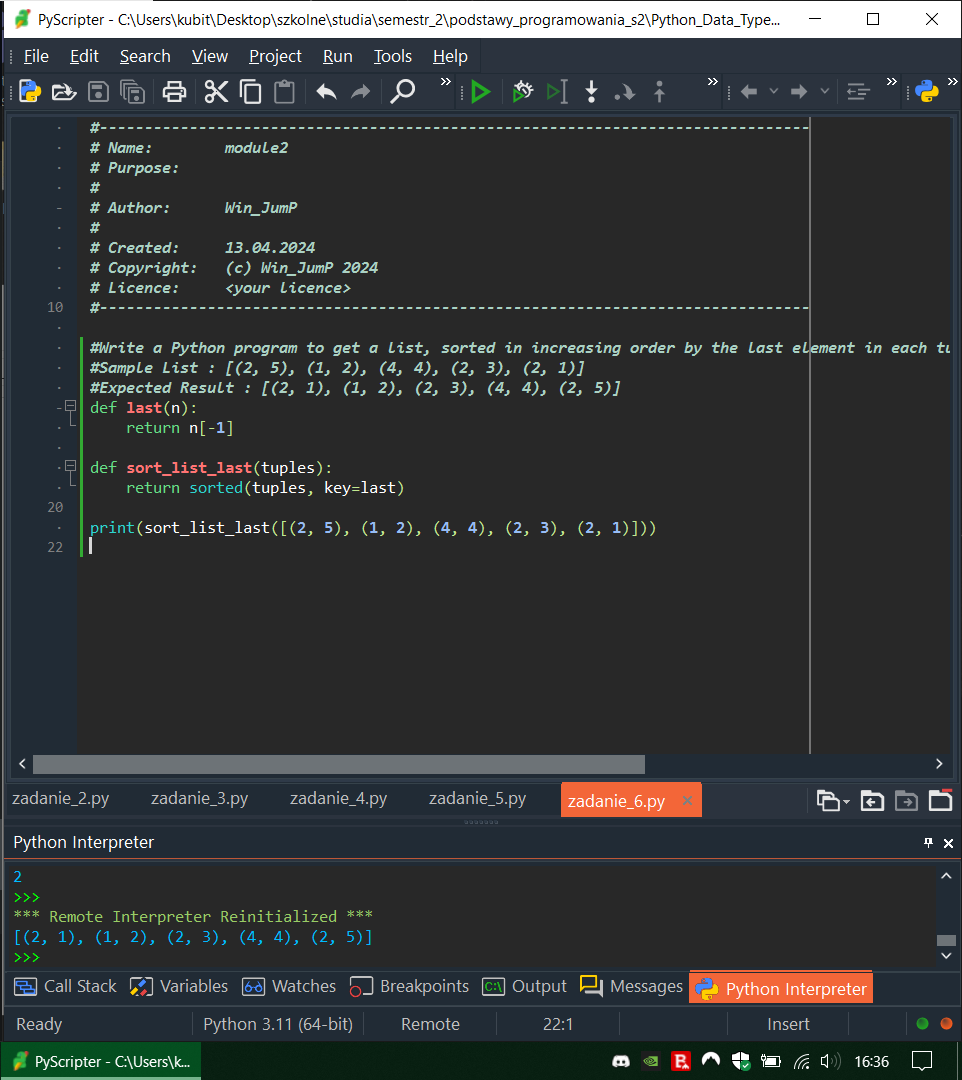 PyScripter - C:\Users\kubit\Desktop\szkolne\studia\semestr_2\podstawy_programowania_s2\Python_Data_Type...
File Edit Search View Project Run Tools Help
#-------------------------------------------------------------------------------
# Name:        module2
# Purpose:
#
# Author:      Win_JumP
#
# Created:     13.04.2024
# Copyright:   (c) Win_JumP 2024
# Licence:     <your licence>
10 #-------------------------------------------------------------------------------
#Write a Python program to get a list, sorted in increasing order by the last element in each tu
#Sample List : [(2, 5), (1, 2), (4, 4), (2, 3), (2, 1)]
#Expected Result : [(2, 1), (1, 2), (2, 3), (4, 4), (2, 5)]
def last(n):
    return n[-1]
def sort_list_last(tuples):
    return sorted(tuples, key=last)
20
print(sort_list_last([(2, 5), (1, 2), (4, 4), (2, 3), (2, 1)]))
22
zadanie_2.py zadanie_3.py zadanie_4.py zadanie_5.py zadanie_6.py ×
Python Interpreter
2
>>>
*** Remote Interpreter Reinitialized ***
[(2, 1), (1, 2), (2, 3), (4, 4), (2, 5)]
>>>
Call Stack Variables Watches Breakpoints C:\ Output Messages Python Interpreter
Ready Python 3.11 (64-bit) Remote 22:1 Insert
PyScripter - C:\Users\k... 16:36